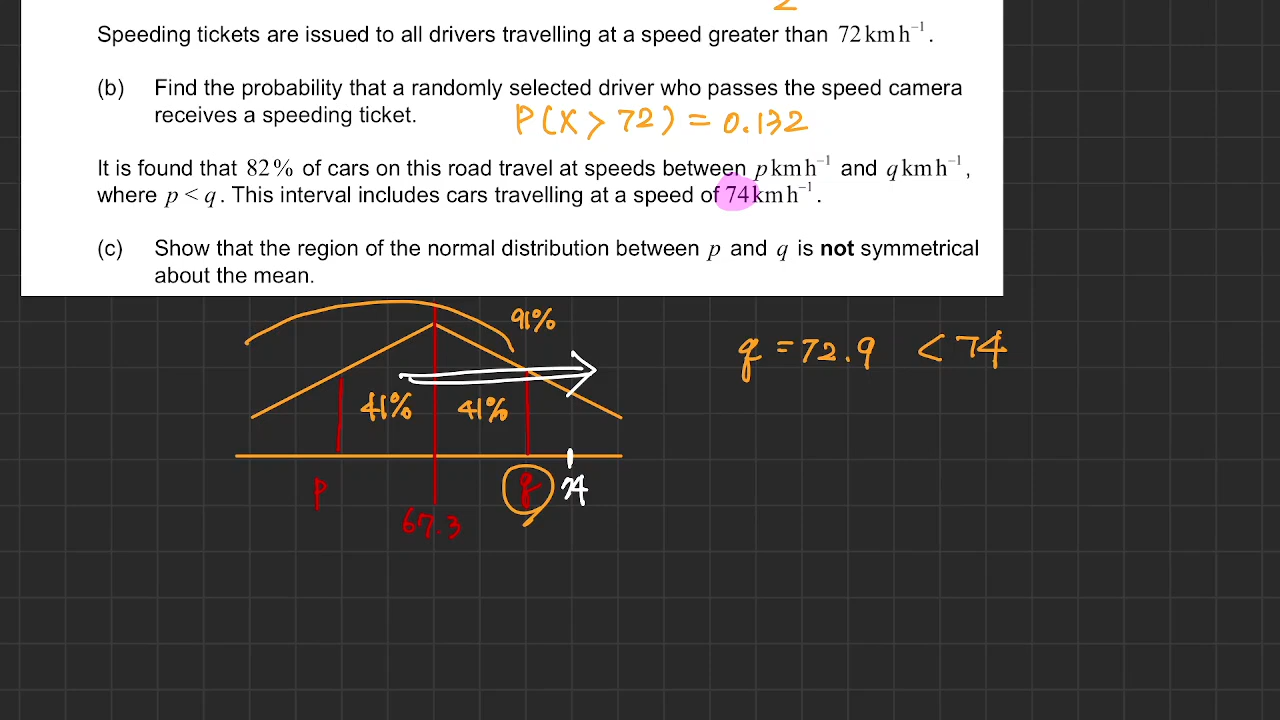 2
Speeding tickets are issued to all drivers travelling at a speed greater than 72 km h⁻¹.
(b) Find the probability that a randomly selected driver who passes the speed camera
receives a speeding ticket. P(X > 72) = 0.132
It is found that 82% of cars on this road travel at speeds between p km h⁻¹ and q km h⁻¹,
where p < q. This interval includes cars travelling at a speed of 74 km h⁻¹.
(c) Show that the region of the normal distribution between p and q is not symmetrical
about the mean.
91%
q = 72.9 < 74
41% 41%
p q 74
67.3